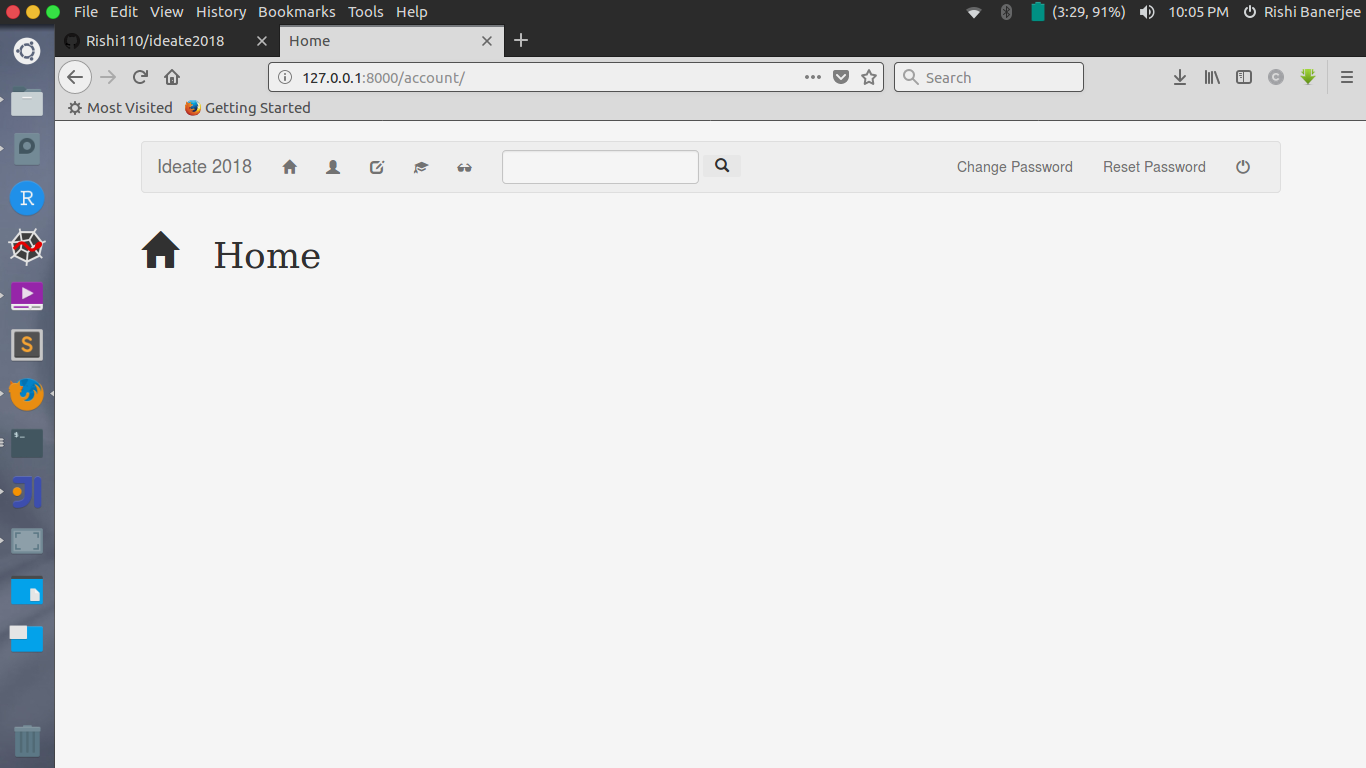 File Edit View History Bookmarks Tools Help (3:29, 91%) 10:05 PM Rishi Banerjee
Rishi110/ideate2018 Home
127.0.0.1:8000/account/ Search
Most Visited Getting Started
Ideate 2018 Change Password Reset Password
Home
R
S
$_
JI
C